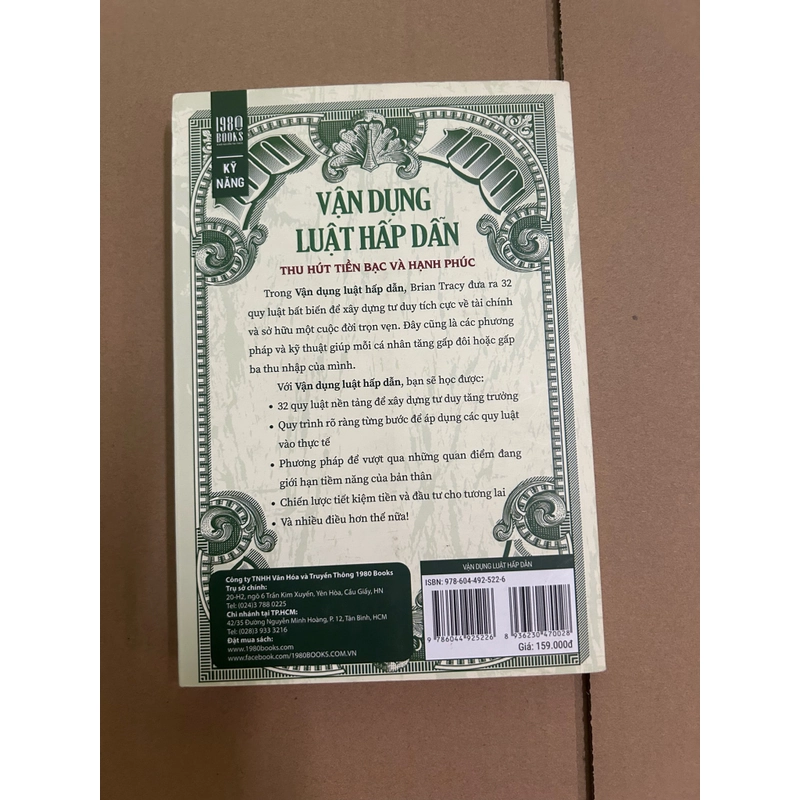 1980
BOOKS
KỸ
NĂNG
100
100
VẬN DỤNG
LUẬT HẤP DẪN
THU HÚT TIỀN BẠC VÀ HẠNH PHÚC
Trong Vận dụng luật hấp dẫn, Brian Tracy đưa ra 32
quy luật bất biến để xây dựng tư duy tích cực về tài chính
và sở hữu một cuộc đời trọn vẹn. Đây cũng là các phương
pháp và kỹ thuật giúp mỗi cá nhân tăng gấp đôi hoặc gấp
ba thu nhập của mình.
Với Vận dụng luật hấp dẫn, bạn sẽ học được:
• 32 quy luật nền tảng để xây dựng tư duy tăng trưởng
• Quy trình rõ ràng từng bước để áp dụng các quy luật
vào thực tế
• Phương pháp để vượt qua những quan điểm đang
giới hạn tiềm năng của bản thân
• Chiến lược tiết kiệm tiền và đầu tư cho tương lai
• Và nhiều điều hơn thế nữa!
Công ty TNHH Văn Hóa và Truyền Thông 1980 Books
Trụ sở chính:
20-H2, ngõ 6 Trần Kim Xuyến, Yên Hòa, Cầu Giấy, HN
Tel: (024)3 788 0225
Chi nhánh tại TP.HCM:
42/35 Đường Nguyễn Minh Hoàng, P. 12, Tân Bình, HCM
Tel: (028)3 933 3216
Đặt mua sách:
www.1980books.com
www.facebook.com/1980BOOKS.COM.VN
VẬN DỤNG LUẬT HẤP DẪN
ISBN: 978-604-492-522-6
9 786044 925226
8 936230 470028
Giá: 159.000đ